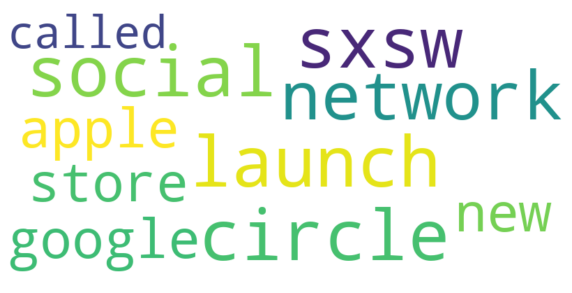 called
sxsw
social
network
apple
launch
store
new
google
circle